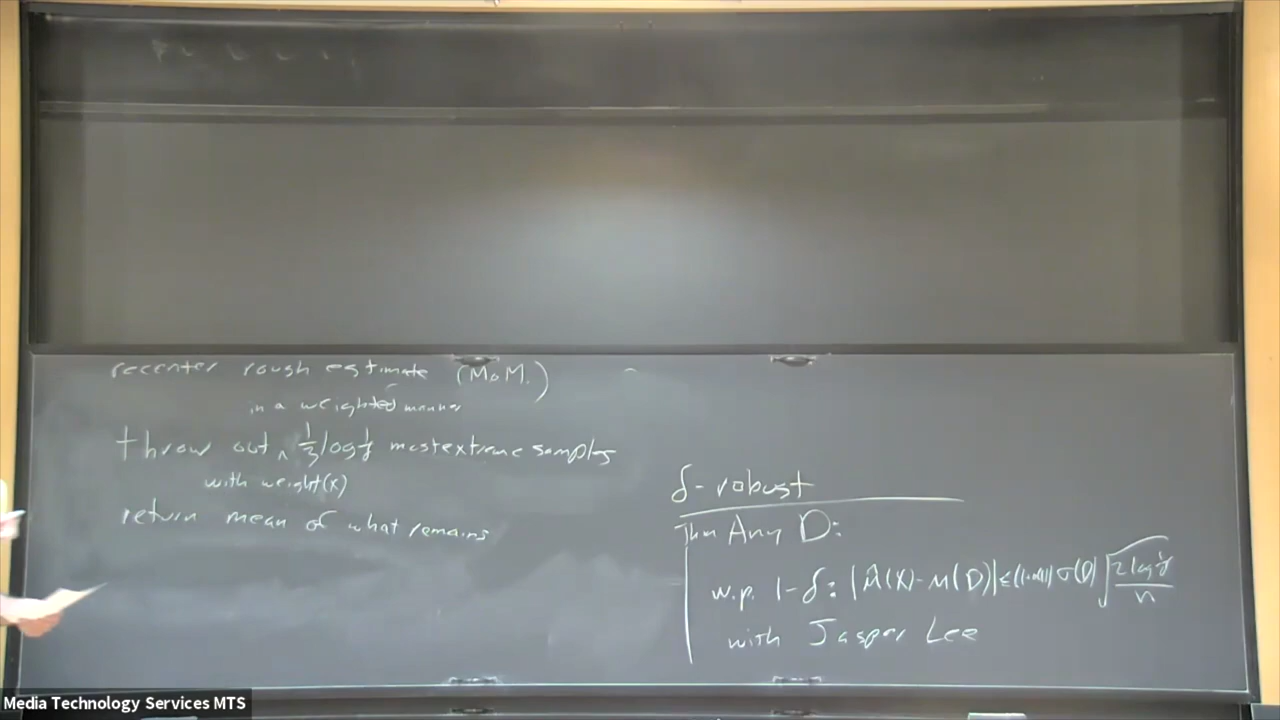 recenter rough estimate (MoM.)
in a weighted manner
throw out ^ 1/3 log 1/δ most extreme samples
with weight(x)
return mean of what remains
δ-robust
Thm Any D:
w.p. 1-δ: |μ̂(X)-μ(D)| ≤ (1+o(1)) σ(D) √(2 log 1/δ / n)
with Jasper Lee
Media Technology Services MTS